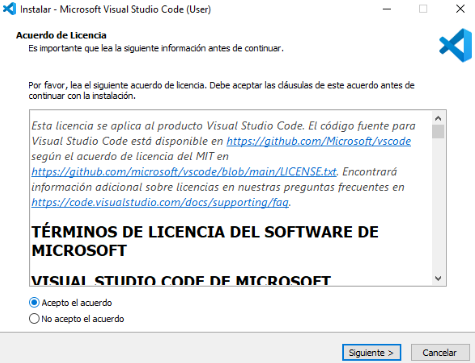 Instalar - Microsoft Visual Studio Code (User)
Acuerdo de Licencia
Es importante que lea la siguiente información antes de continuar.
Por favor, lea el siguiente acuerdo de licencia. Debe aceptar las cláusulas de este acuerdo antes de
continuar con la instalación.
Esta licencia se aplica al producto Visual Studio Code. El código fuente para
Visual Studio Code está disponible en https://github.com/Microsoft/vscode
según el acuerdo de licencia del MIT en
https://github.com/microsoft/vscode/blob/main/LICENSE.txt. Encontrará
información adicional sobre licencias en nuestras preguntas frecuentes en
https://code.visualstudio.com/docs/supporting/faq.
TÉRMINOS DE LICENCIA DEL SOFTWARE DE
MICROSOFT
VISUAL STUDIO CODE DE MICROSOFT
Acepto el acuerdo
No acepto el acuerdo
Siguiente >
Cancelar